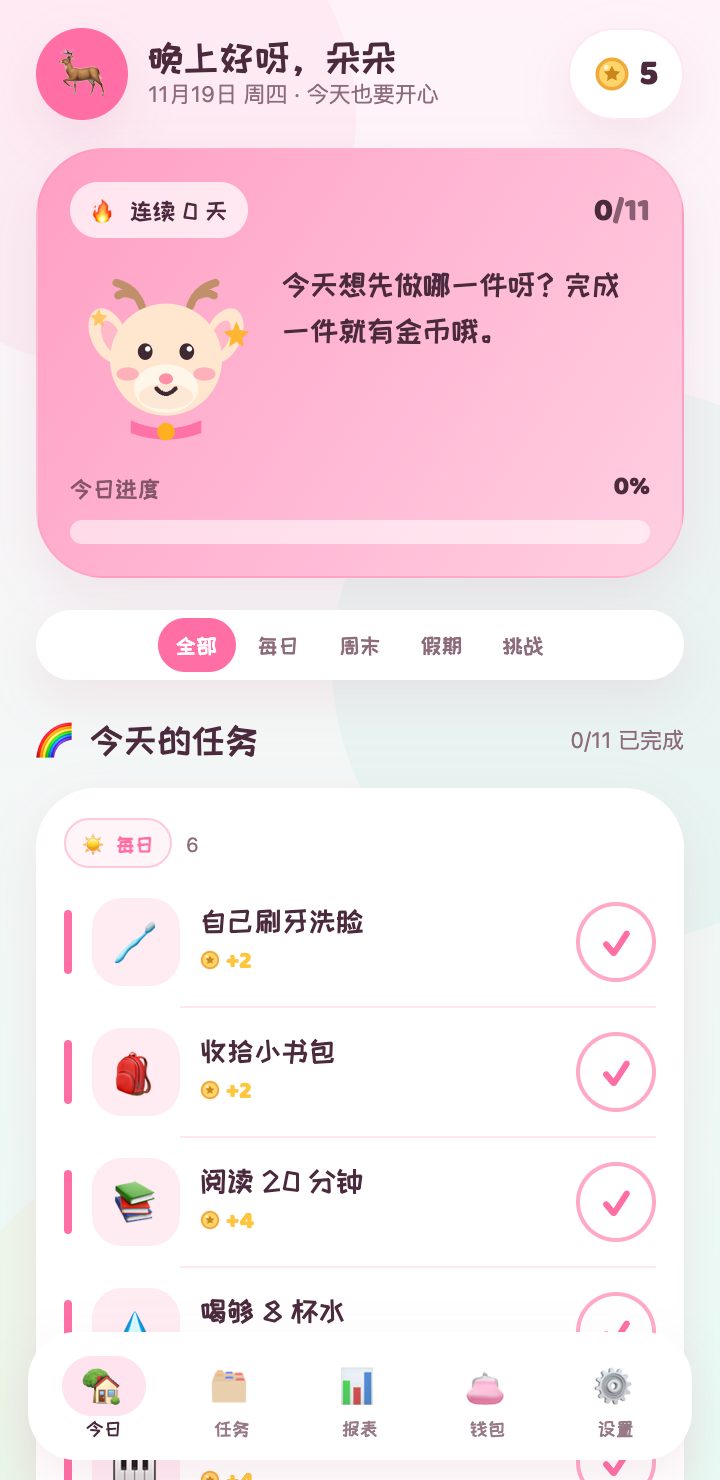 晚上好呀，朵朵
11月19日 周四 · 今天也要开心
5
连续 0 天
0/11
今天想先做哪一件呀？完成
一件就有金币哦。
今日进度
0%
全部 每日 周末 假期 挑战
今天的任务
0/11 已完成
每日 6
自己刷牙洗脸
+2
收拾小书包
+2
阅读 20 分钟
+4
喝够 8 杯水
今日 任务 报表 钱包 设置
+4